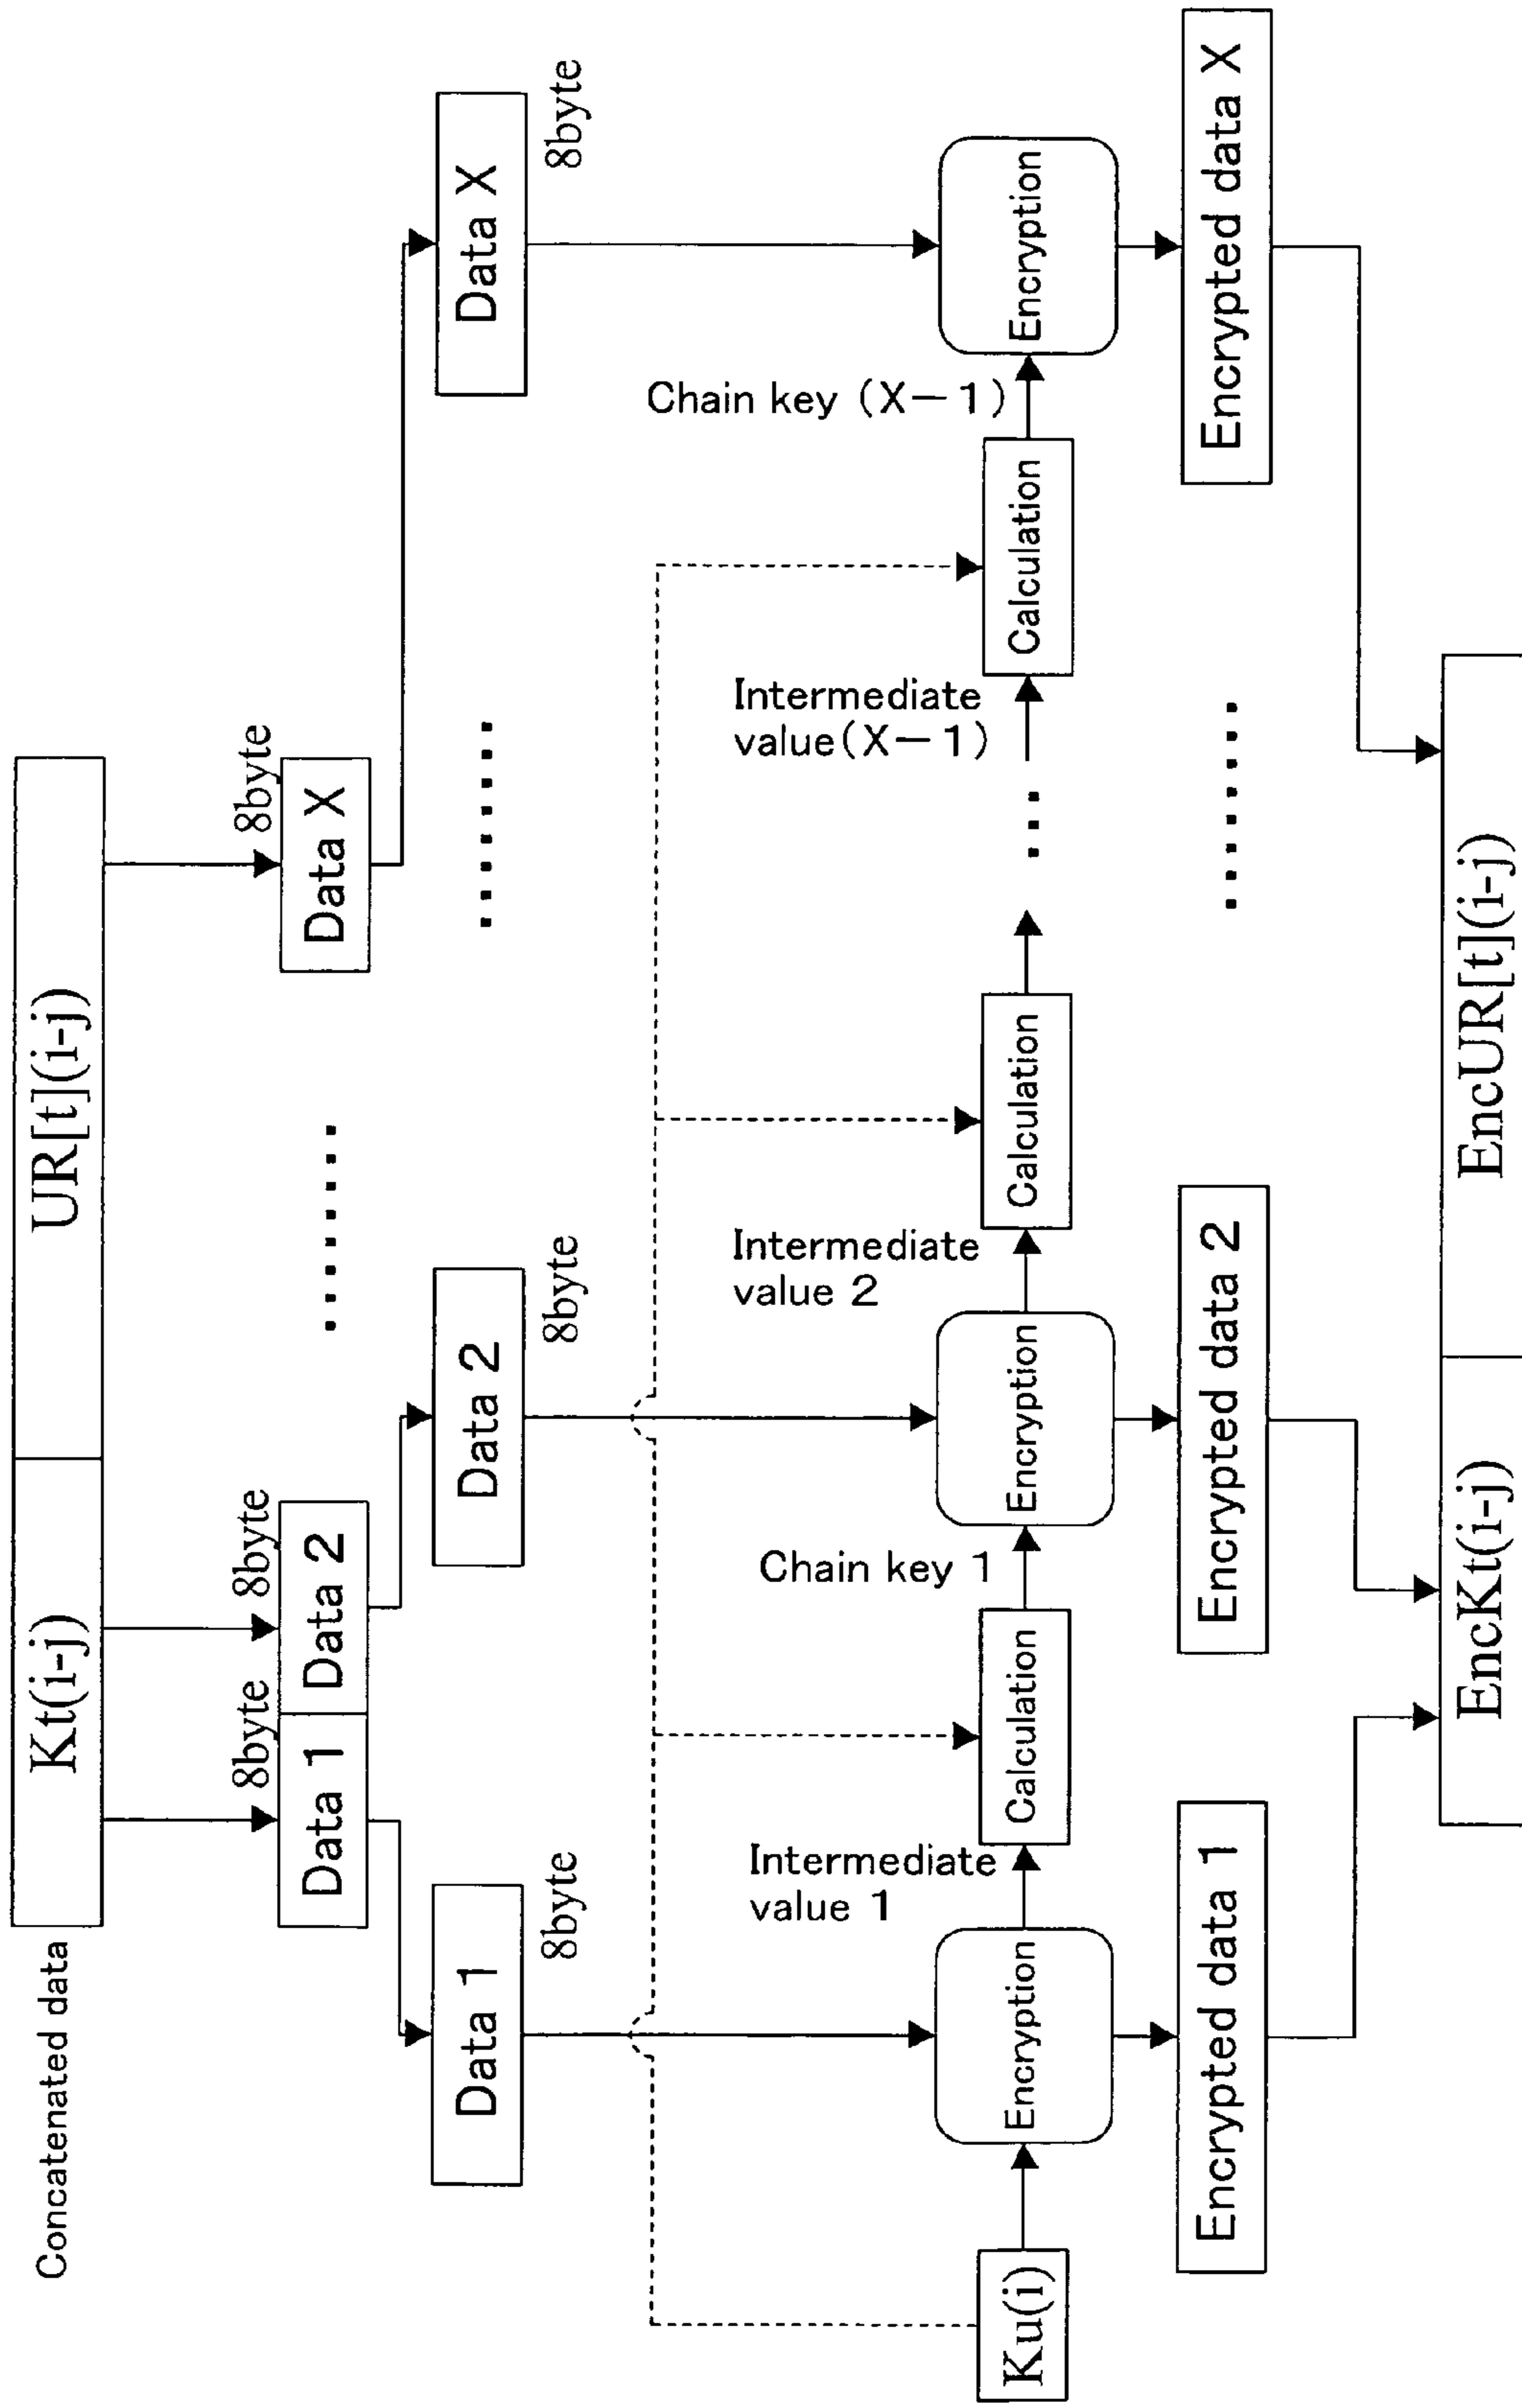 Concatenated data
Kt(i-j)
UR[t](i-j)
8byte
8byte
8byte
Data 1
Data 2
‥‥‥‥
Data X
Data 1
Data 2
‥‥‥‥
Data X
8byte
8byte
8byte
Intermediate
value 1
Chain key 1
Intermediate
value 2
Intermediate
value(X-1)
Chain key (X-1)
Ku(i)
Encryption
Calculation
Encryption
Calculation
...
Calculation
Encryption
Encrypted data 1
Encrypted data 2
‥‥‥‥
Encrypted data X
EncKt(i-j)
EncUR[t](i-j)